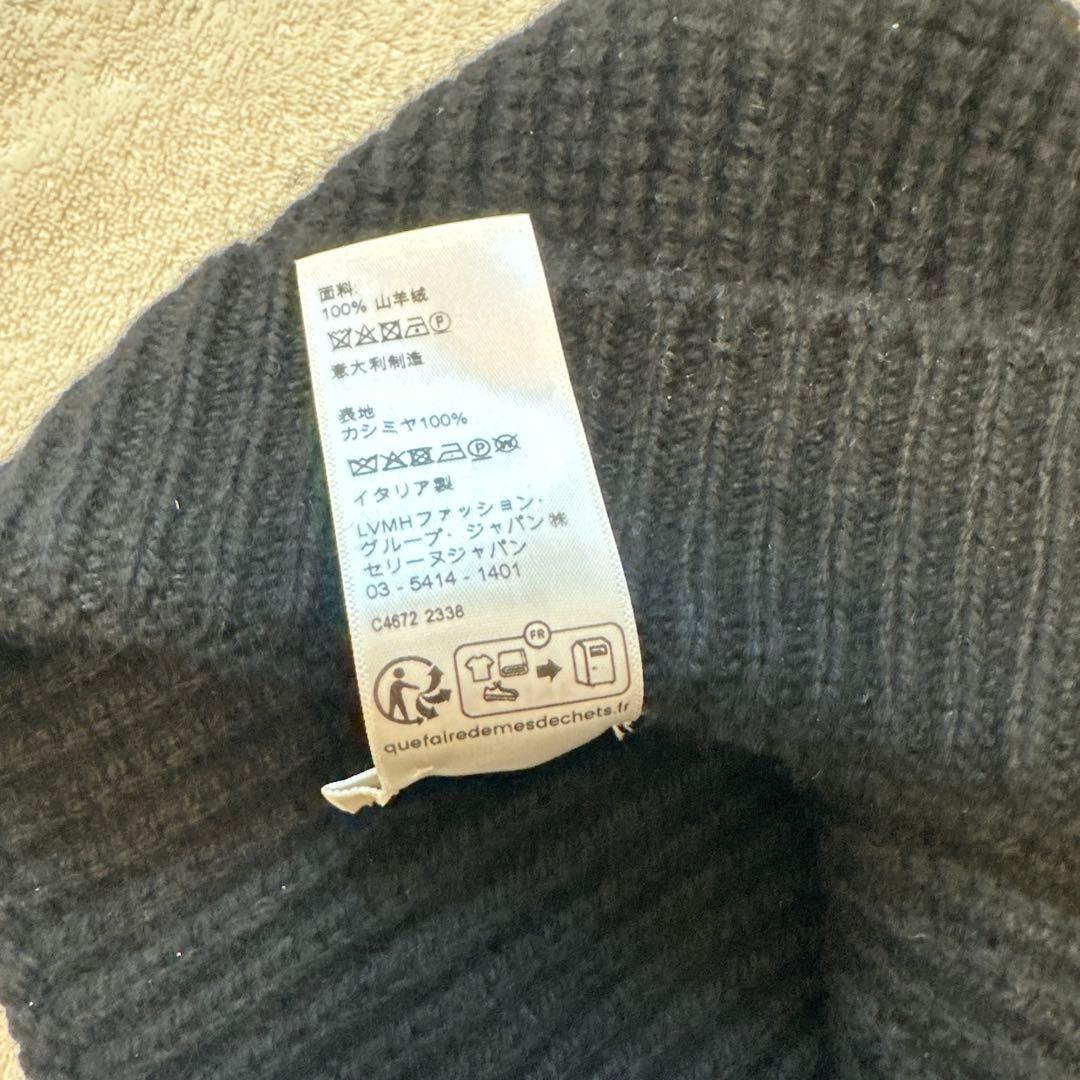 面料:
100% 山羊绒
P
意大利制造
表地
カシミヤ100%
P W
イタリア製
LVMHファッション・
グループ・ジャパン㈱
セリーヌジャパン
03 - 5414 - 1401
C4672 2338
FR
quefairedemesdechets.fr